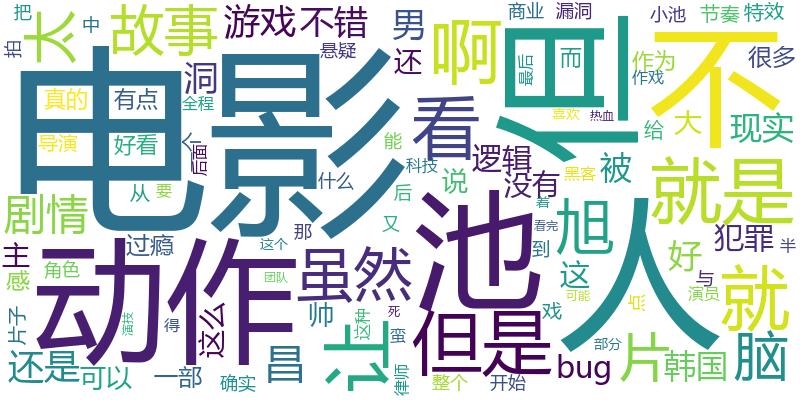 把 中 太 故事 游戏 不错 男 商业 漏洞 小池 节奏 特效
拍 悬疑 还 啊 而 作为 很多
电影 洞 看 但 最后 作戏 不
真的 有点 全程 喜欢 热血
导演 好看 个 能 逻辑 给 大 现实
后面 科技 黑客 被
从 要 什么 说 没有 就是
剧情 过瘾 后 池 着 旭 人 犯罪
主 那 又 看完 到 这 好 半
感 角色 动作 这个 虽然 与
团队 可能 演员 就
片子 这么 帅 这种 死 但是 戏
演技 得 让 蛮 部分 片 脑
还是 可以 一部 确实 昌 律师 整个 开始 bug 韩国